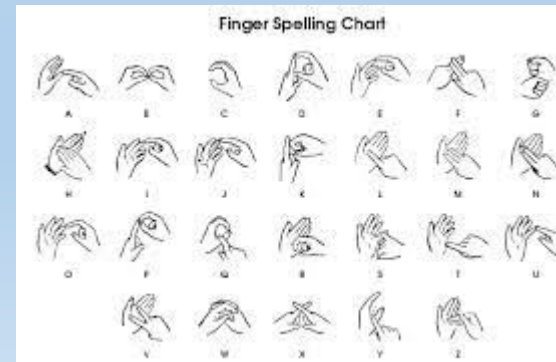 Finger Spelling Chart
A B C D E F G
H I J K L M N
O P Q R S T U
V W X Y Z